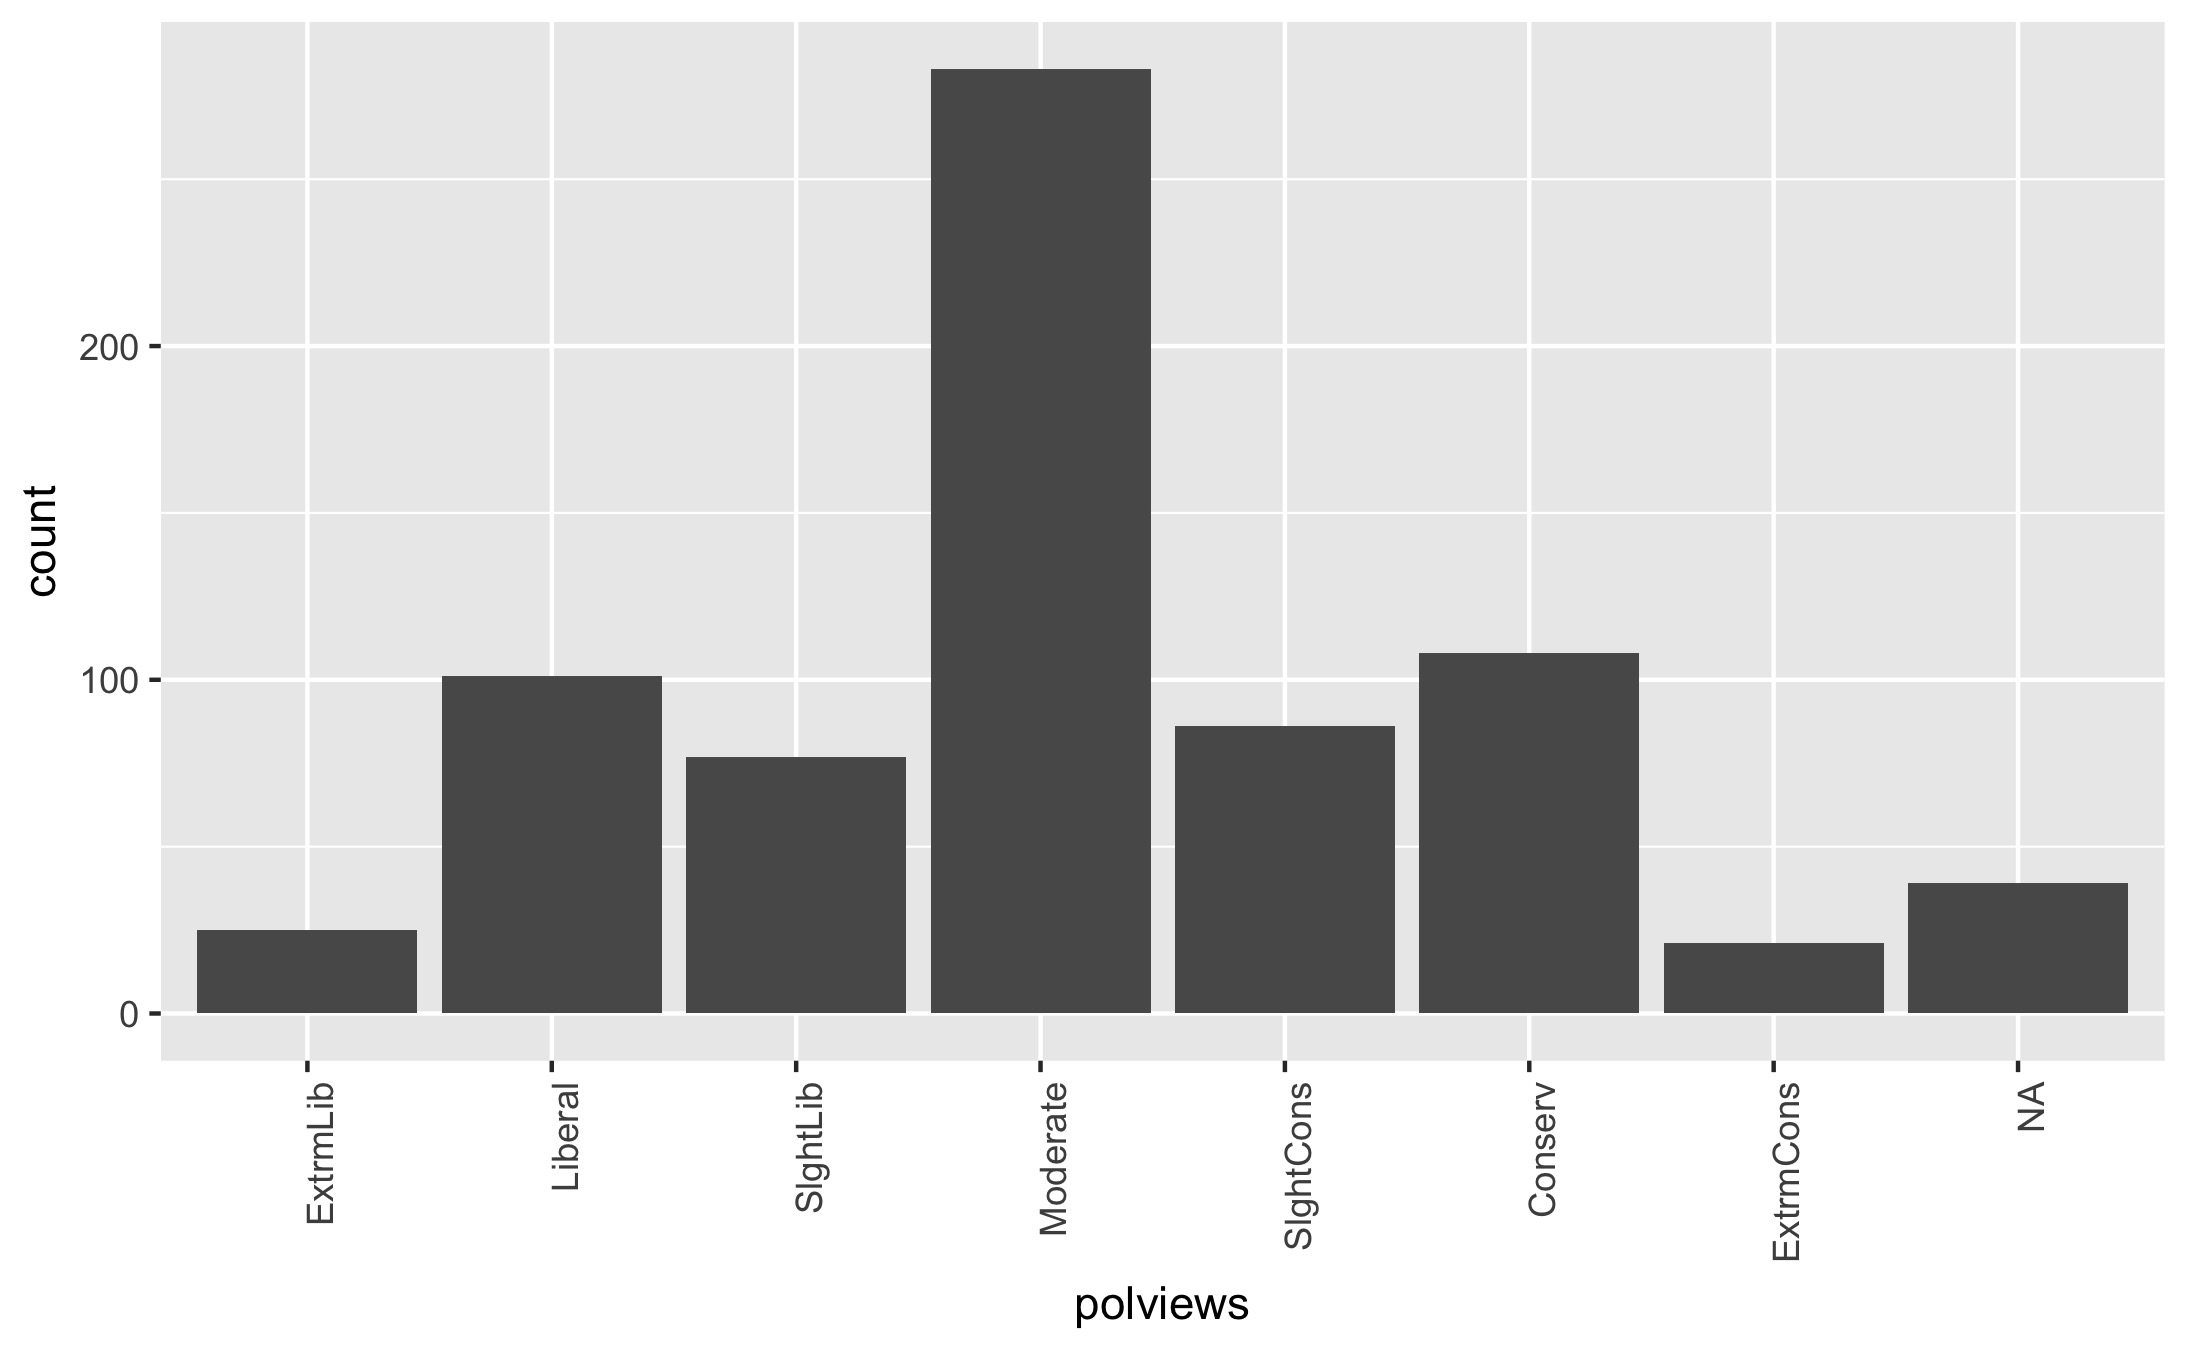 count
200
100
0
ExtrmLib
Liberal
SlghtLib
Moderate
SlghtCons
Conserv
ExtrmCons
NA
polviews